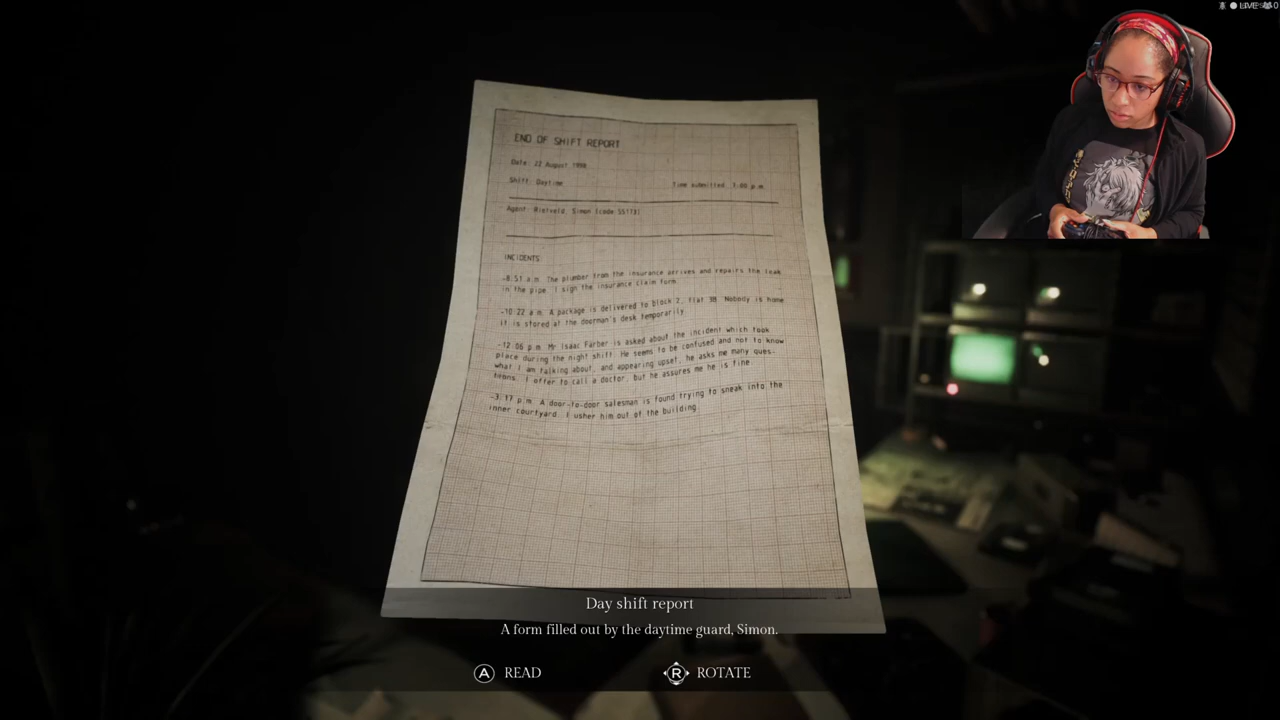 LIVE
END OF SHIFT REPORT
Date: 22 August 1998
Shift: Daytime
Time submitted:
Agent: Simon (code
INCIDENTS:
-8:51 a.m. The plumber from the insurance arrives and repairs the leak
in the pipe. I sign the insurance claim form.
-10:22 a.m. A package is delivered to block 2, flat 3B. Nobody is home
it is stored at the doorman's desk temporarily.
-12:06 p.m. Mr Isaac Farber is asked about the incident which took
place during the night shift. He seems to be confused and not to know
what I am talking about, and appearing upset, he asks me many ques-
tions. I offer to call a doctor, but he assures me he is fine.
-3:17 p.m. A door-to-door salesman is found trying to sneak into the
inner courtyard. I usher him out of the building.
Day shift report
A form filled out by the daytime guard, Simon.
A READ
R ROTATE